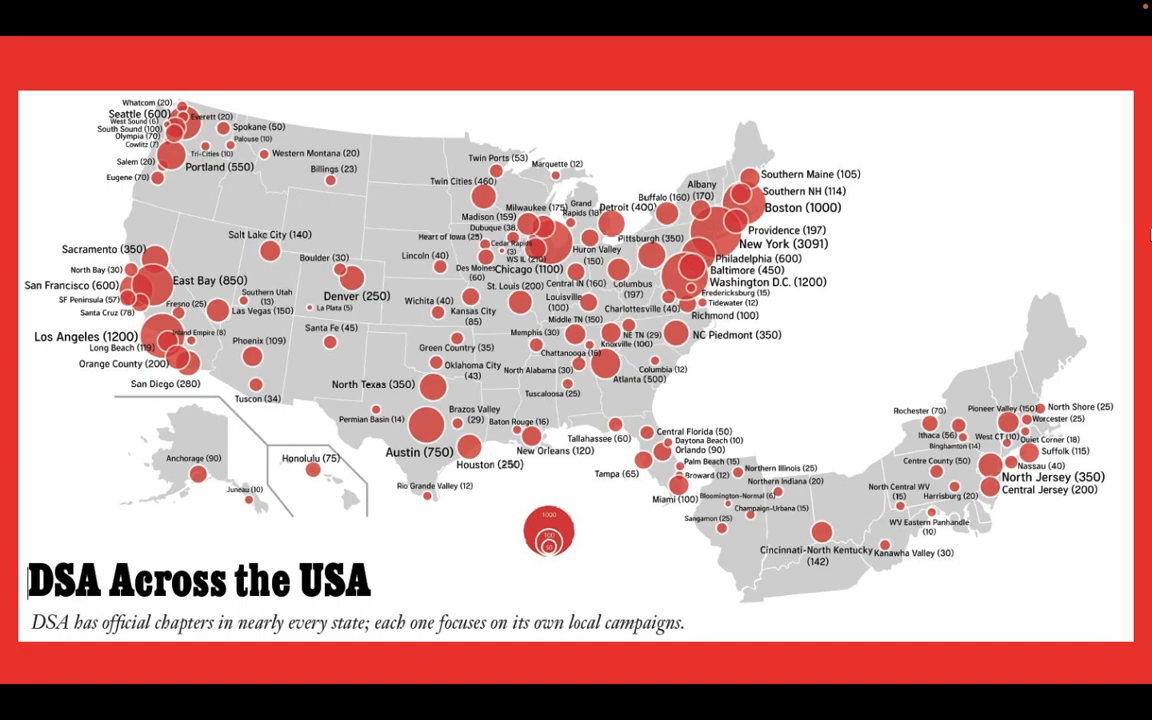 Whatcom (20)
Seattle (600)
Everett (20)
West Sound (6)
South Sound (100)
Olympia (70)
Cowlitz (7)
Spokane (50)
Palouse (10)
Tri-Cities (10)
Western Montana (20)
Salem (20)
Portland (550)
Billings (23)
Eugene (70)
Twin Ports (53)
Marquette (12)
Twin Cities (460)
Milwaukee (175)
Grand
Rapids (18)
Detroit (400)
Madison (159)
Dubuque (38)
Heart of Iowa (25)
Cedar Rapids
(3)
WS IL (210)
Des Moines
(60)
Chicago (1100)
Huron Valley
(150)
Buffalo (160)
Albany
(170)
Southern Maine (105)
Southern NH (114)
Boston (1000)
Providence (197)
New York (3091)
Pittsburgh (350)
Philadelphia (600)
Baltimore (450)
Washington D.C. (1200)
Fredericksburg (15)
Tidewater (12)
Richmond (100)
Charlottesville (40)
Columbus
(197)
Central IN (160)
Louisville
(100)
St. Louis (200)
Lincoln (40)
Wichita (40)
Kansas City
(85)
Salt Lake City (140)
Boulder (30)
Denver (250)
La Plata (5)
Sacramento (350)
North Bay (30)
East Bay (850)
San Francisco (600)
SF Peninsula (57)
Santa Cruz (78)
Fresno (25)
Southern Utah
(13)
Las Vegas (150)
Los Angeles (1200)
Inland Empire (8)
Long Beach (119)
Orange County (200)
San Diego (280)
Phoenix (109)
Tuscon (34)
Santa Fe (45)
Green Country (35)
Oklahoma City
(43)
North Texas (350)
Permian Basin (14)
Brazos Valley
(29)
Austin (750)
Houston (250)
Rio Grande Valley (12)
Baton Rouge (16)
New Orleans (120)
Middle TN (150)
Memphis (30)
NE TN (29)
Knoxville (100)
Chattanooga (16)
NC Piedmont (350)
North Alabama (30)
Atlanta (500)
Columbia (12)
Tuscaloosa (25)
Tallahassee (60)
Central Florida (50)
Daytona Beach (10)
Orlando (90)
Tampa (65)
Palm Beach (15)
Broward (12)
Miami (100)
Anchorage (90)
Juneau (10)
Honolulu (75)
1000
100
50
Northern Illinois (25)
Northern Indiana (20)
Bloomington-Normal (6)
Champaign-Urbana (15)
Sangamon (25)
Cincinnati-North Kentucky
(142)
Kanawha Valley (30)
WV Eastern Panhandle
(10)
North Central WV
(15)
Harrisburg (20)
Centre County (50)
Rochester (70)
Ithaca (56)
Binghamton (14)
Pioneer Valley (150)
North Shore (25)
Worcester (25)
West CT (10)
Quiet Corner (18)
Suffolk (115)
Nassau (40)
North Jersey (350)
Central Jersey (200)
DSA Across the USA
DSA has official chapters in nearly every state; each one focuses on its own local campaigns.